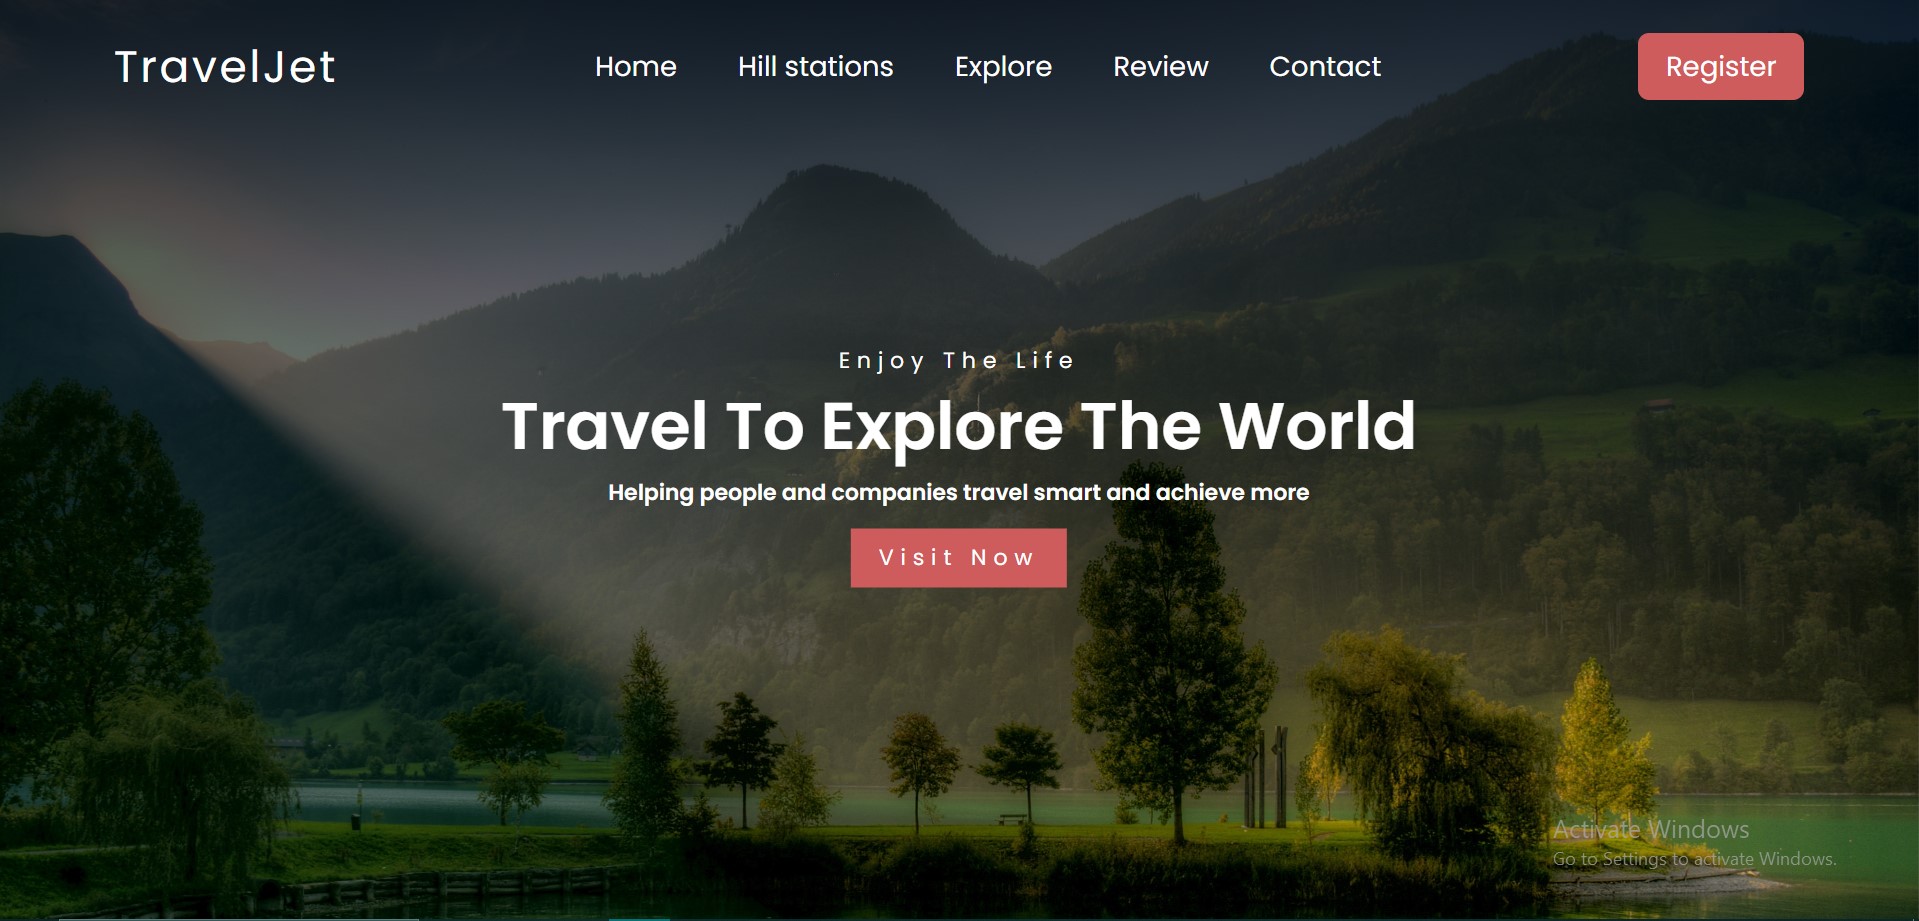 TravelJet
Home
Hill stations
Explore
Review
Contact
Register
Enjoy The Life
Travel To Explore The World
Helping people and companies travel smart and achieve more
Visit Now
Activate Windows
Go to Settings to activate Windows.